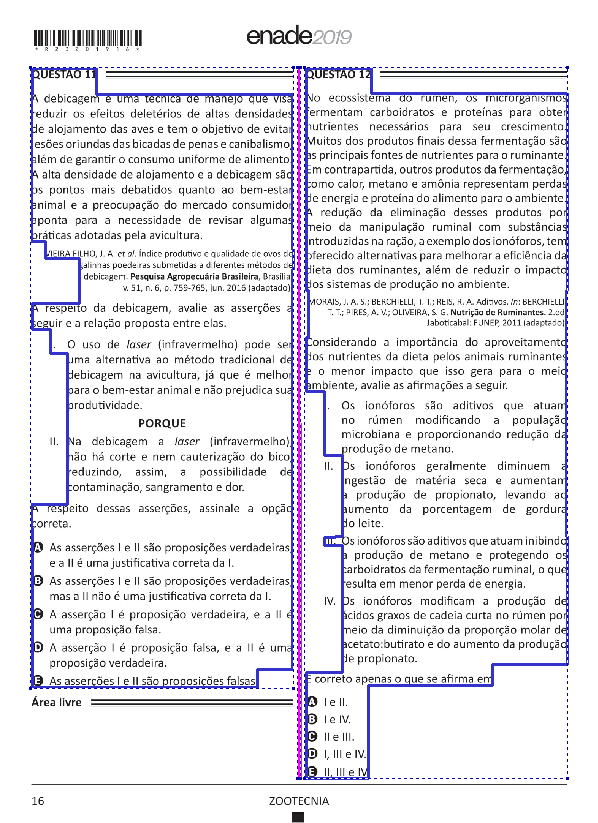 *R2320191 6*
enade2019
QUESTÃO 11
A debicagem é uma técnica de manejo que visa
reduzir os efeitos deletérios de altas densidades
de alojamento das aves e tem o objetivo de evitar
lesões oriundas das bicadas de penas e canibalismo,
além de garantir o consumo uniforme de alimento.
A alta densidade de alojamento e a debicagem são
os pontos mais debatidos quanto ao bem-estar
animal e a preocupação do mercado consumidor
aponta para a necessidade de revisar algumas
práticas adotadas pela avicultura.
VIEIRA FILHO, J. A. et al. Índice produtivo e qualidade de ovos de
galinhas poedeiras submetidas a diferentes métodos de
debicagem. Pesquisa Agropecuária Brasileira, Brasília
v. 51, n. 6, p. 759-765, jun. 2016 (adaptado)
A respeito da debicagem, avalie as asserções a
seguir e a relação proposta entre elas.
I. O uso de laser (infravermelho) pode ser
uma alternativa ao método tradicional de
debicagem na avicultura, já que é melhor
para o bem-estar animal e não prejudica sua
produtividade.
PORQUE
II. Na debicagem a laser (infravermelho),
não há corte e nem cauterização do bico,
reduzindo, assim, a possibilidade de
contaminação, sangramento e dor.
A respeito dessas asserções, assinale a opção
correta.
A As asserções I e II são proposições verdadeiras,
e a II é uma justificativa correta da I.
B As asserções I e II são proposições verdadeiras,
mas a II não é uma justificativa correta da I.
C A asserção I é proposição verdadeira, e a II é
uma proposição falsa.
D A asserção I é proposição falsa, e a II é uma
proposição verdadeira.
E As asserções I e II são proposições falsas.
Área livre
QUESTÃO 12
No ecossistema do rúmen, os microrganismos
fermentam carboidratos e proteínas para obter
nutrientes necessários para seu crescimento.
Muitos dos produtos finais dessa fermentação são
as principais fontes de nutrientes para o ruminante.
Em contrapartida, outros produtos da fermentação,
como calor, metano e amônia representam perdas
de energia e proteína do alimento para o ambiente.
A redução da eliminação desses produtos por
meio da manipulação ruminal com substâncias
introduzidas na ração, a exemplo dos ionóforos, tem
oferecido alternativas para melhorar a eficiência da
dieta dos ruminantes, além de reduzir o impacto
dos sistemas de produção no ambiente.
MORAIS, J. A. S.; BERCHIELLI, T. T.; REIS, R. A. Aditivos. In: BERCHIELLI
T. T.; PIRES, A. V.; OLIVEIRA, S. G. Nutrição de Ruminantes. 2.ed
Jaboticabal: FUNEP, 2011 (adaptado)
Considerando a importância do aproveitamento
dos nutrientes da dieta pelos animais ruminantes
e o menor impacto que isso gera para o meio
ambiente, avalie as afirmações a seguir.
I. Os ionóforos são aditivos que atuam
no rúmen modificando a população
microbiana e proporcionando redução da
produção de metano.
II. Os ionóforos geralmente diminuem a
ingestão de matéria seca e aumentam
a produção de propionato, levando ao
aumento da porcentagem de gordura
do leite.
III. Os ionóforos são aditivos que atuam inibindo
a produção de metano e protegendo os
carboidratos da fermentação ruminal, o que
resulta em menor perda de energia.
IV. Os ionóforos modificam a produção de
ácidos graxos de cadeia curta no rúmen por
meio da diminuição da proporção molar de
acetato:butirato e do aumento da produção
de propionato.
É correto apenas o que se afirma em
A I e II.
B I e IV.
C II e III.
D I, III e IV.
E II, III e IV
16
ZOOTECNIA